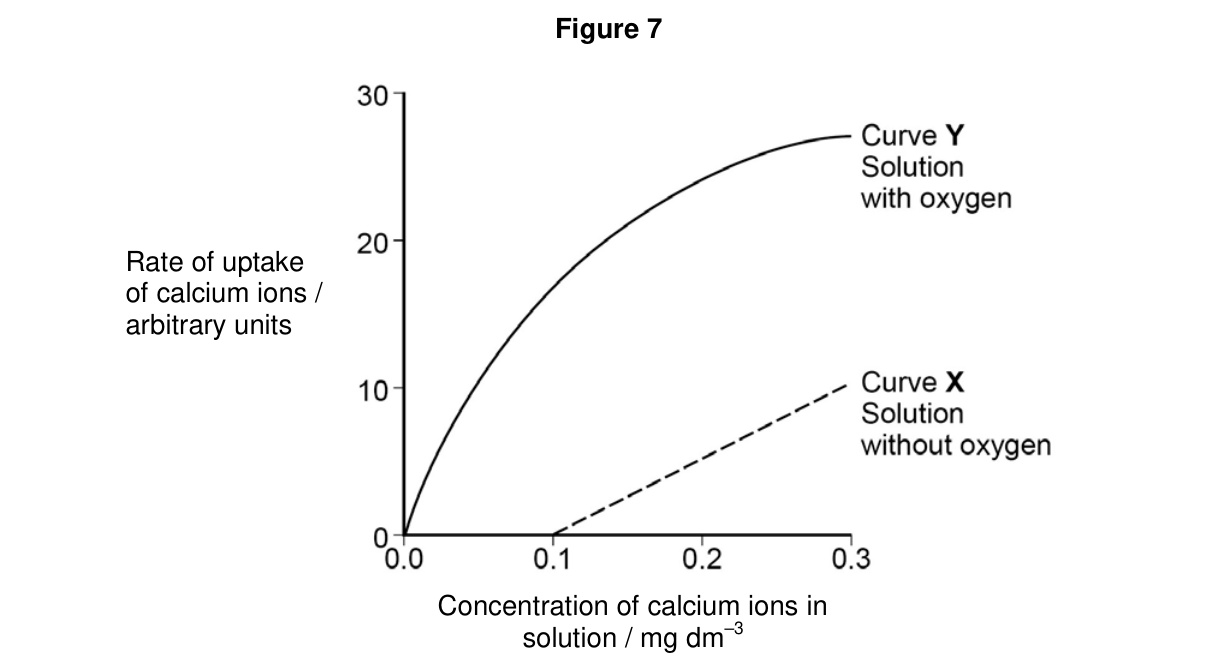 Figure 7
30
20
10
0
Rate of uptake
of calcium ions /
arbitrary units
Curve Y
Solution
with oxygen
Curve X
Solution
without oxygen
0.0 0.1 0.2 0.3
Concentration of calcium ions in
solution / mg dm⁻³